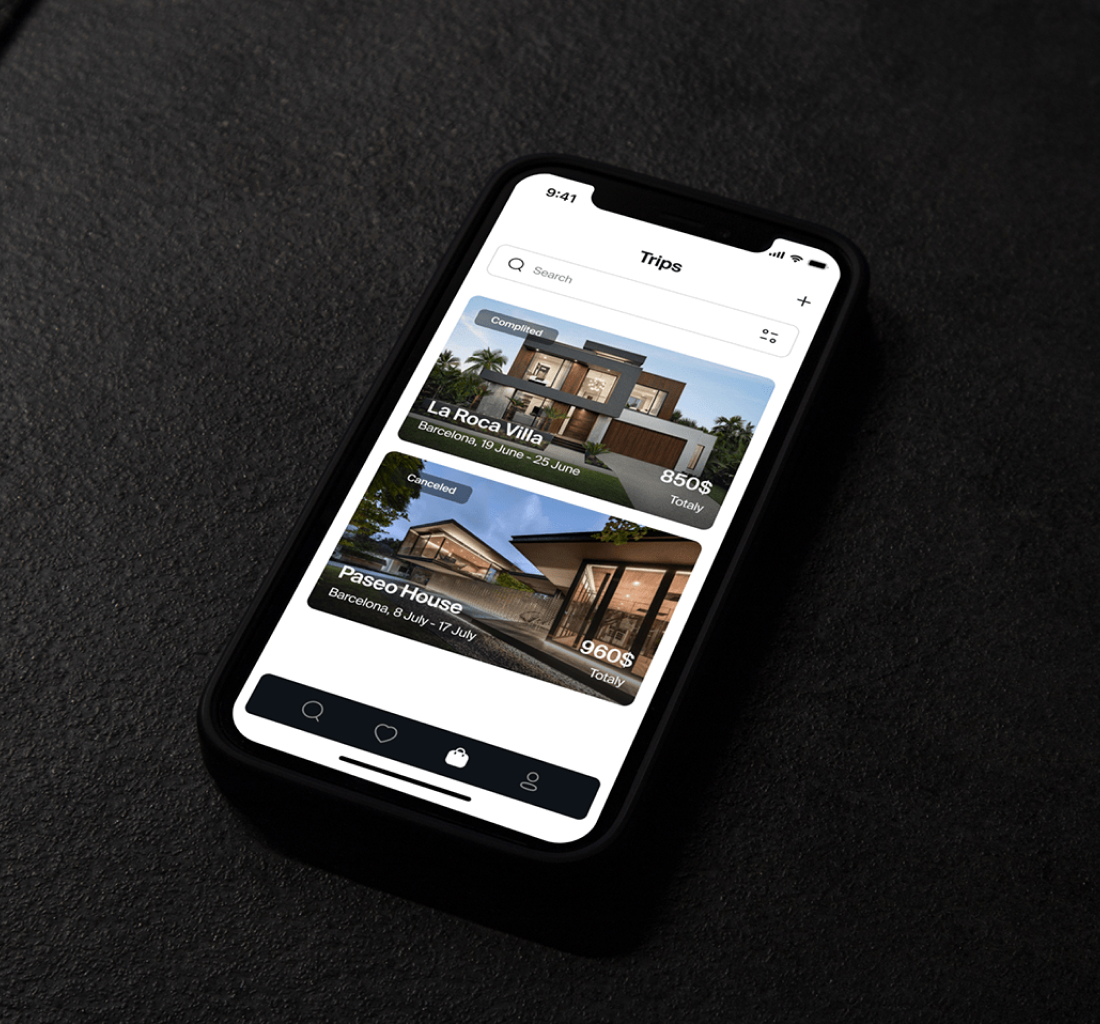 9:41
Trips
Search
Complited
La Roca Villa
Barcelona, 19 June - 25 June
850$
Totaly
Canceled
Paseo House
Barcelona, 8 July - 17 July
960$
Totaly